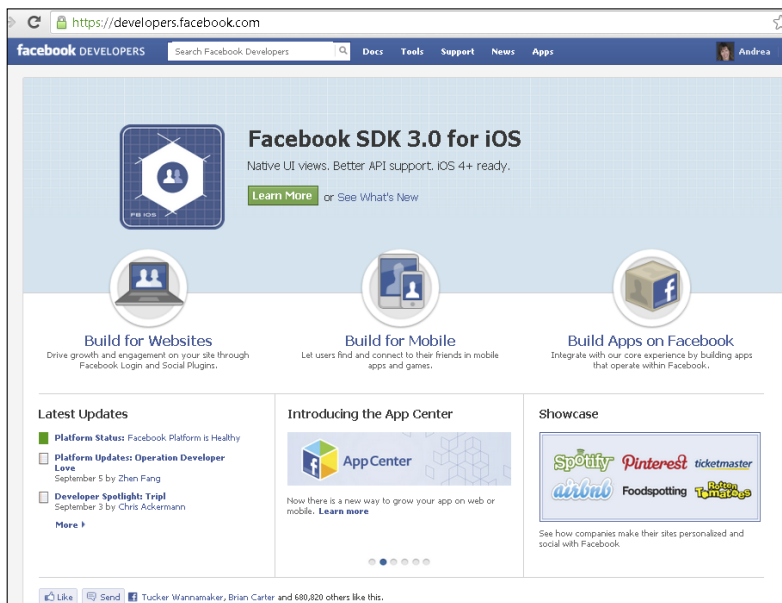 https://developers.facebook.com
facebook DEVELOPERS
Search Facebook Developers
Docs Tools Support News Apps
Andrea
Facebook SDK 3.0 for iOS
Native UI views. Better API support. iOS 4+ ready.
Learn More or See What's New
FB IOS
Build for Websites
Drive growth and engagement on your site through
Facebook Login and Social Plugins.
Build for Mobile
Let users find and connect to their friends in mobile
apps and games.
Build Apps on Facebook
Integrate with our core experience by building apps
that operate within Facebook.
Latest Updates
Platform Status: Facebook Platform is Healthy
Platform Updates: Operation Developer
Love
September 5 by Zhen Fang
Developer Spotlight: Tripl
September 3 by Chris Ackermann
More
Introducing the App Center
App Center
Now there is a new way to grow your app on web or
mobile. Learn more
Showcase
Spotify Pinterest ticketmaster
airbnb Foodspotting Rotten Tomatoes
See how companies make their sites personalized and
social with Facebook
Like Send Tucker Wannamaker, Brian Carter and 680,820 others like this.